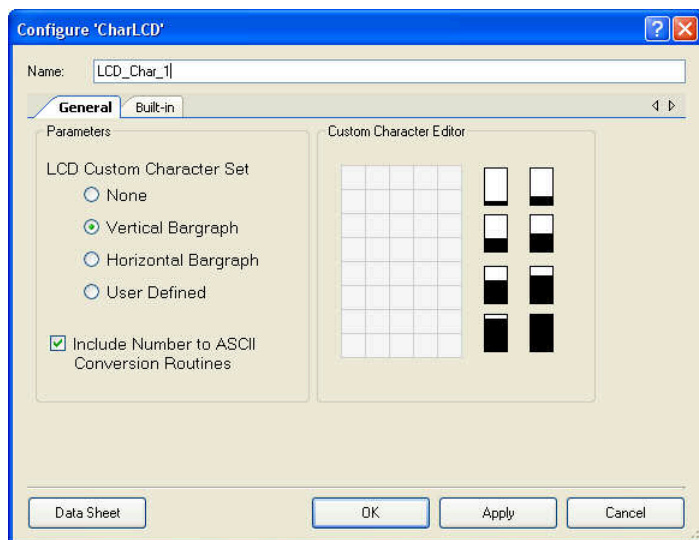 Configure 'CharLCD'
Name: LCD_Char_1
General Built-in
Parameters
LCD Custom Character Set
None
Vertical Bargraph
Horizontal Bargraph
User Defined
Include Number to ASCII
Conversion Routines
Custom Character Editor
Data Sheet OK Apply Cancel